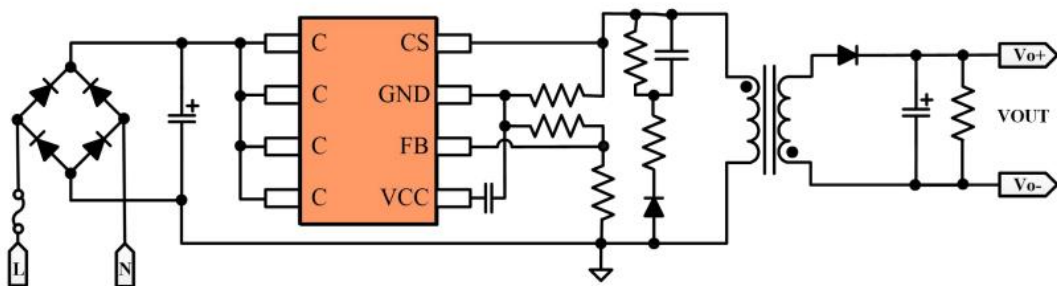 C CS
C GND
C FB
C VCC
Vo+
VOUT
Vo-
L N